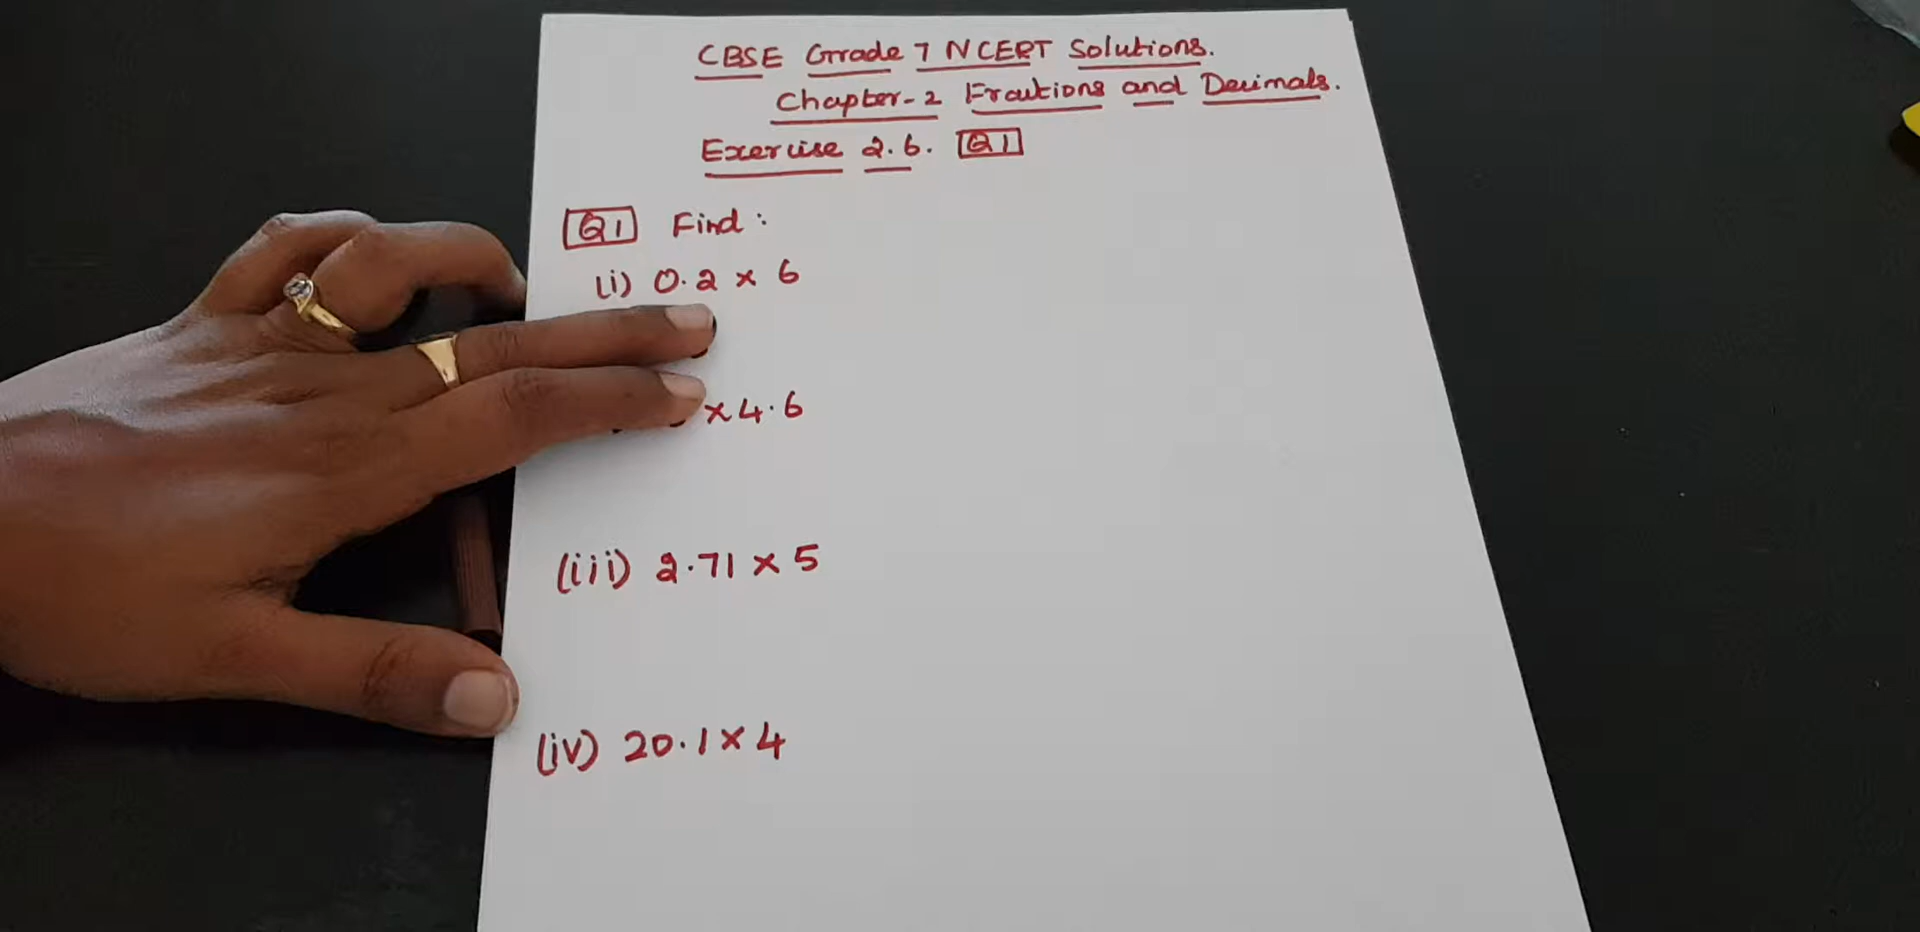 CBSE Grade 7 NCERT Solutions.
Chapter-2 Fractions and Decimals.
Exercise 2.6. Q1
Q1 Find :
(i) 0.2 × 6
× 4.6
(iii) 2.71 × 5
(iv) 20.1 × 4